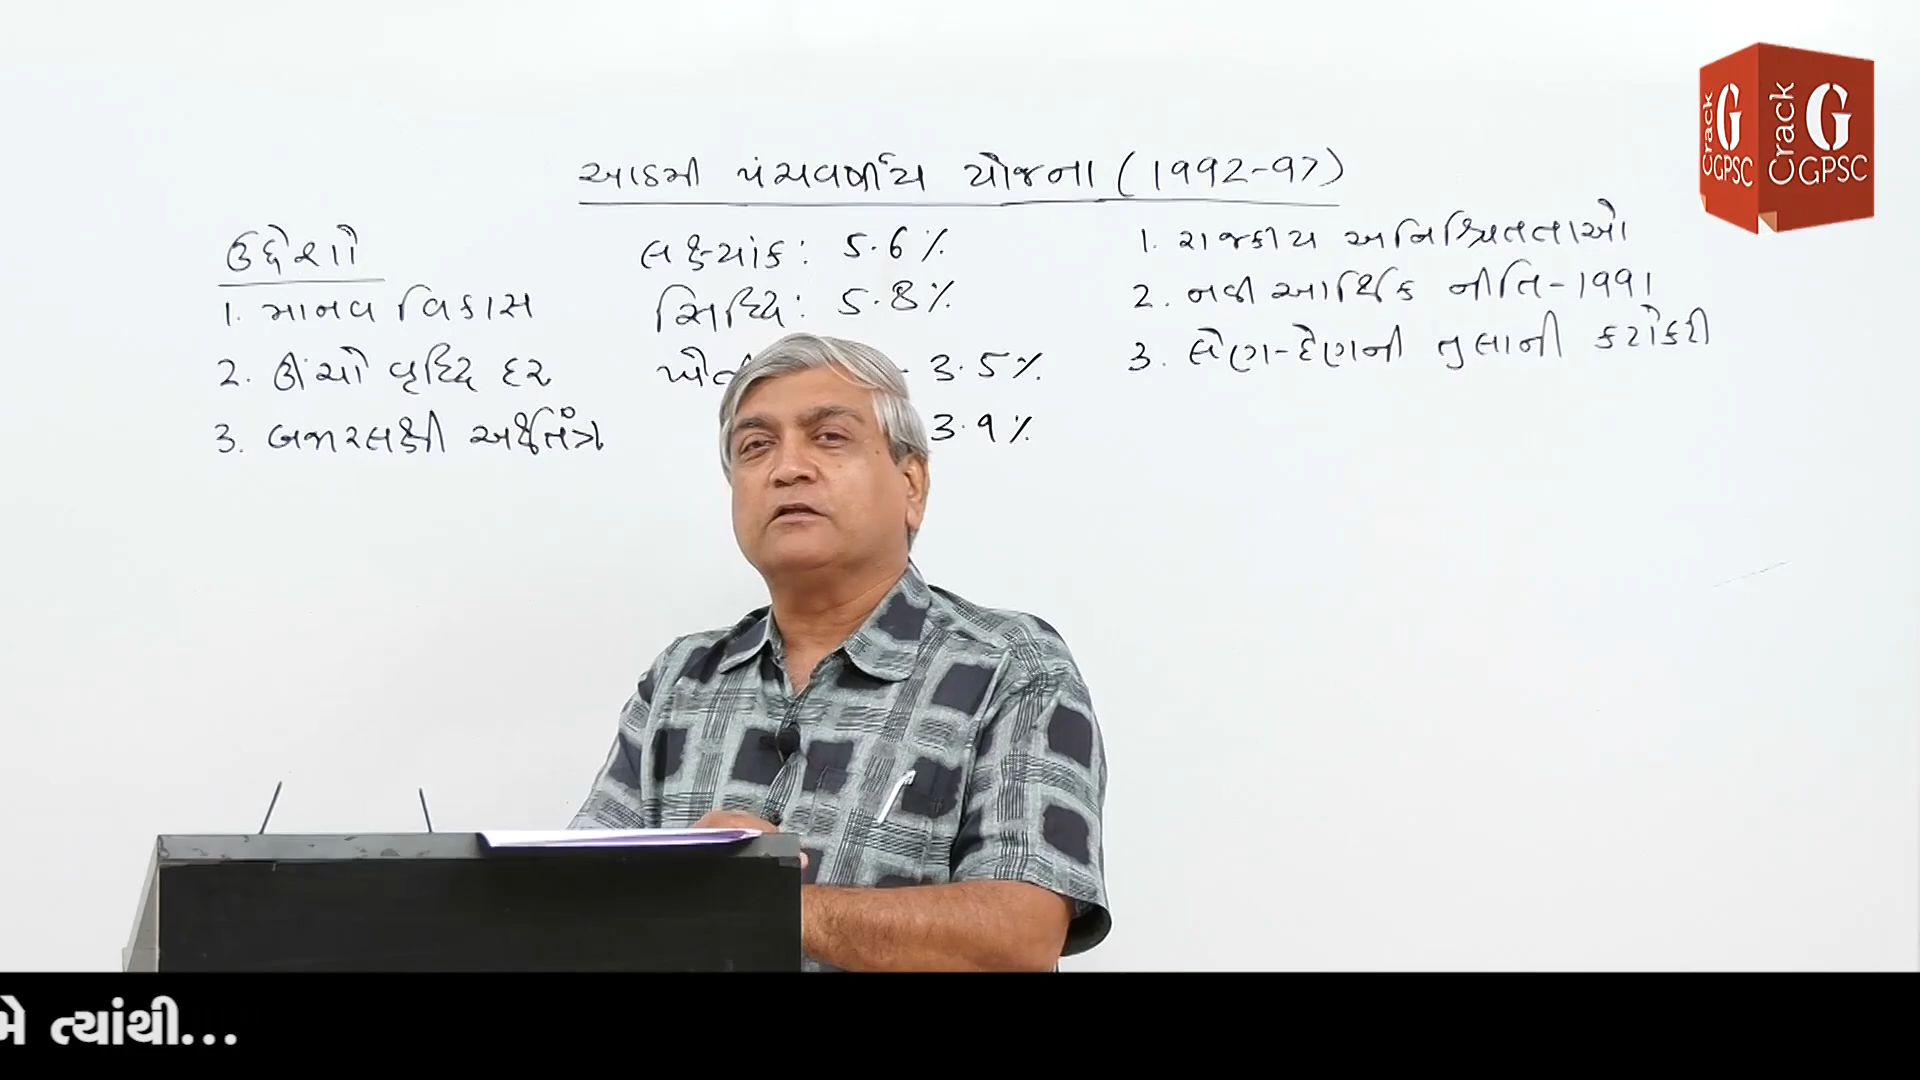 આઠમી પંચવર્ષીય યોજના (1992-97)
ઉદ્દેશો
1. માનવ વિકાસ
2. ઊંચો વૃદ્ધિ દર
3. બજારલક્ષી અર્થતંત્ર
લક્ષ્યાંક: 5.6%
સિદ્ધિ: 5.8%
3.5%
3.9%
1. રાજકીય અનિશ્ચિતતાઓ
2. નવી આર્થિક નીતિ-1991
3. લેણ-દેણની તુલાની કટોકટી
Crack GPSC
Crack GPSC
ત્યાંથી...